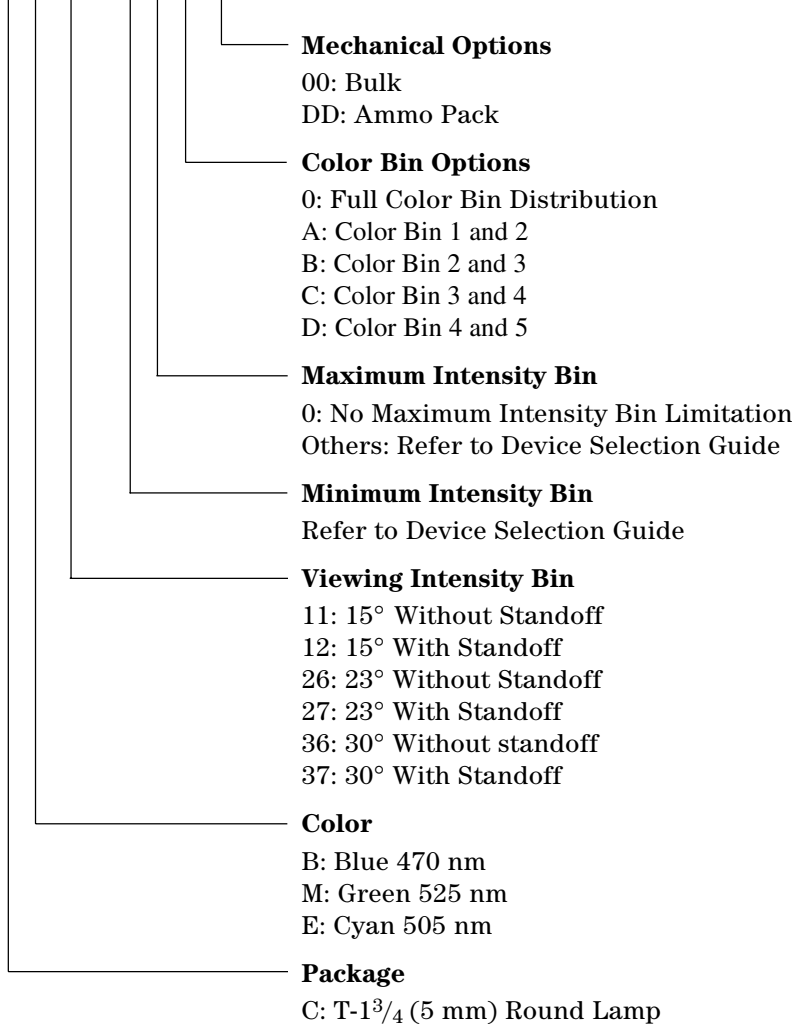 Mechanical Options
00: Bulk
DD: Ammo Pack
Color Bin Options
0: Full Color Bin Distribution
A: Color Bin 1 and 2
B: Color Bin 2 and 3
C: Color Bin 3 and 4
D: Color Bin 4 and 5
Maximum Intensity Bin
0: No Maximum Intensity Bin Limitation
Others: Refer to Device Selection Guide
Minimum Intensity Bin
Refer to Device Selection Guide
Viewing Intensity Bin
11: 15° Without Standoff
12: 15° With Standoff
26: 23° Without Standoff
27: 23° With Standoff
36: 30° Without standoff
37: 30° With Standoff
Color
B: Blue 470 nm
M: Green 525 nm
E: Cyan 505 nm
Package
C: T-1 3/4 (5 mm) Round Lamp